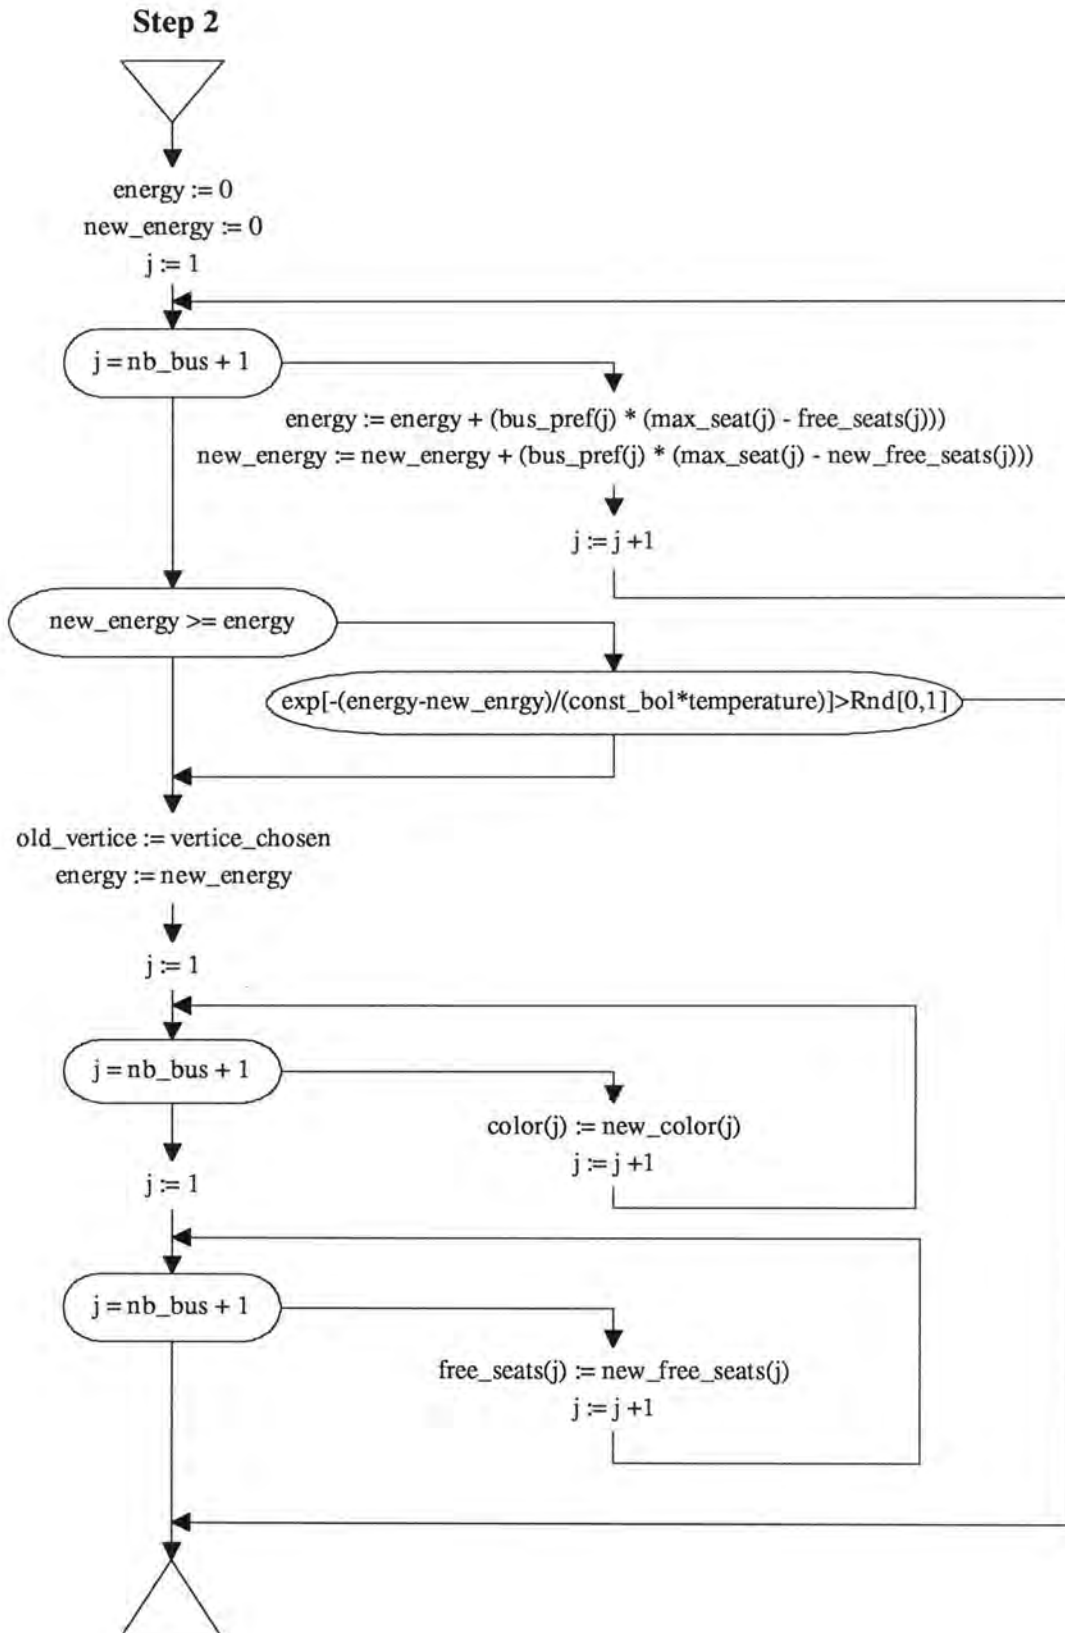 Step 2
energy := 0
new_energy := 0
j := 1
j = nb_bus + 1
energy := energy + (bus_pref(j) * (max_seat(j) - free_seats(j)))
new_energy := new_energy + (bus_pref(j) * (max_seat(j) - new_free_seats(j)))
j := j +1
new_energy >= energy
exp[-(energy-new_enrgy)/(const_bol*temperature)]>Rnd[0,1]
old_vertice := vertice_chosen
energy := new_energy
j := 1
j = nb_bus + 1
color(j) := new_color(j)
j := j +1
j := 1
j = nb_bus + 1
free_seats(j) := new_free_seats(j)
j := j +1